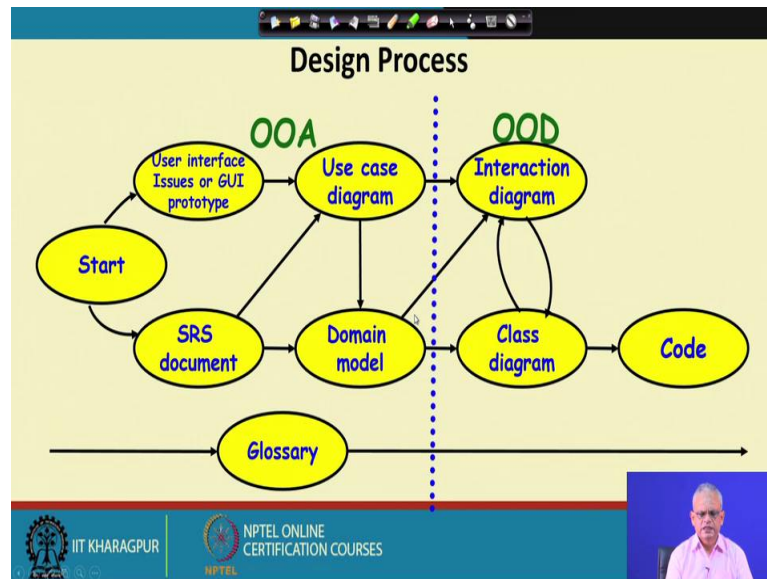 Design Process
OOA
OOD
User interface
Issues or GUI
prototype
Use case
diagram
Interaction
diagram
Start
SRS
document
Domain
model
Class
diagram
Code
Glossary
IIT KHARAGPUR
NPTEL
NPTEL ONLINE
CERTIFICATION COURSES